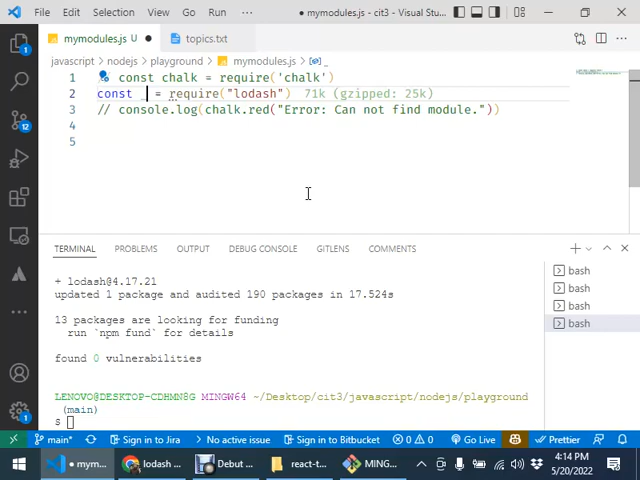 File Edit Selection View Go Run ··· • mymodules.js • cit3 - Visual Stu...
mymodules.js ● topics.txt
javascript > nodejs > playground > mymodules.js > _
1 const chalk = require('chalk')
2 const _ = require("lodash") 71k (gzipped: 25k)
3 // console.log(chalk.red("Error: Can not find module."))
4
5
TERMINAL PROBLEMS OUTPUT DEBUG CONSOLE GITLENS COMMENTS
+ lodash@4.17.21
updated 1 package and audited 190 packages in 17.524s
13 packages are looking for funding
run `npm fund` for details
found 0 vulnerabilities
LENOVO@DESKTOP-CDHMN8G MINGW64 ~/Desktop/cit3/javascript/nodejs/playground
(main)
$
bash
bash
bash
bash
main* Sign in to Jira No active issue Sign in to Bitbucket 0 0 Go Live Prettier
• mym... lodash ... Debut ... react-t... MING... 4:14 PM
5/20/2022